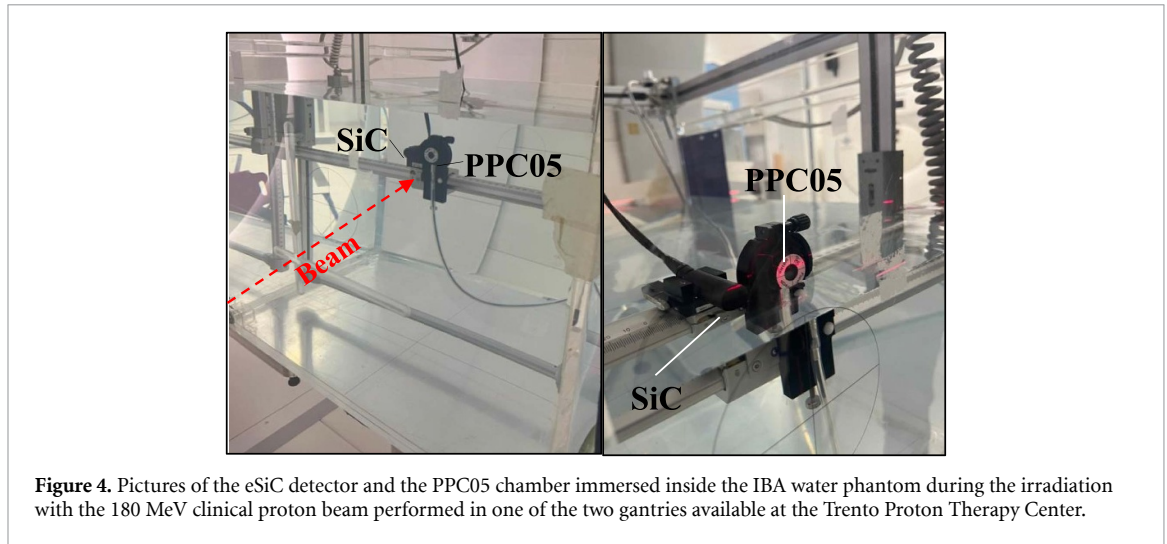 SiC
PPC05
Beam
PPC05
SiC
Figure 4. Pictures of the eSiC detector and the PPC05 chamber immersed inside the IBA water phantom during the irradiation
with the 180 MeV clinical proton beam performed in one of the two gantries available at the Trento Proton Therapy Center.